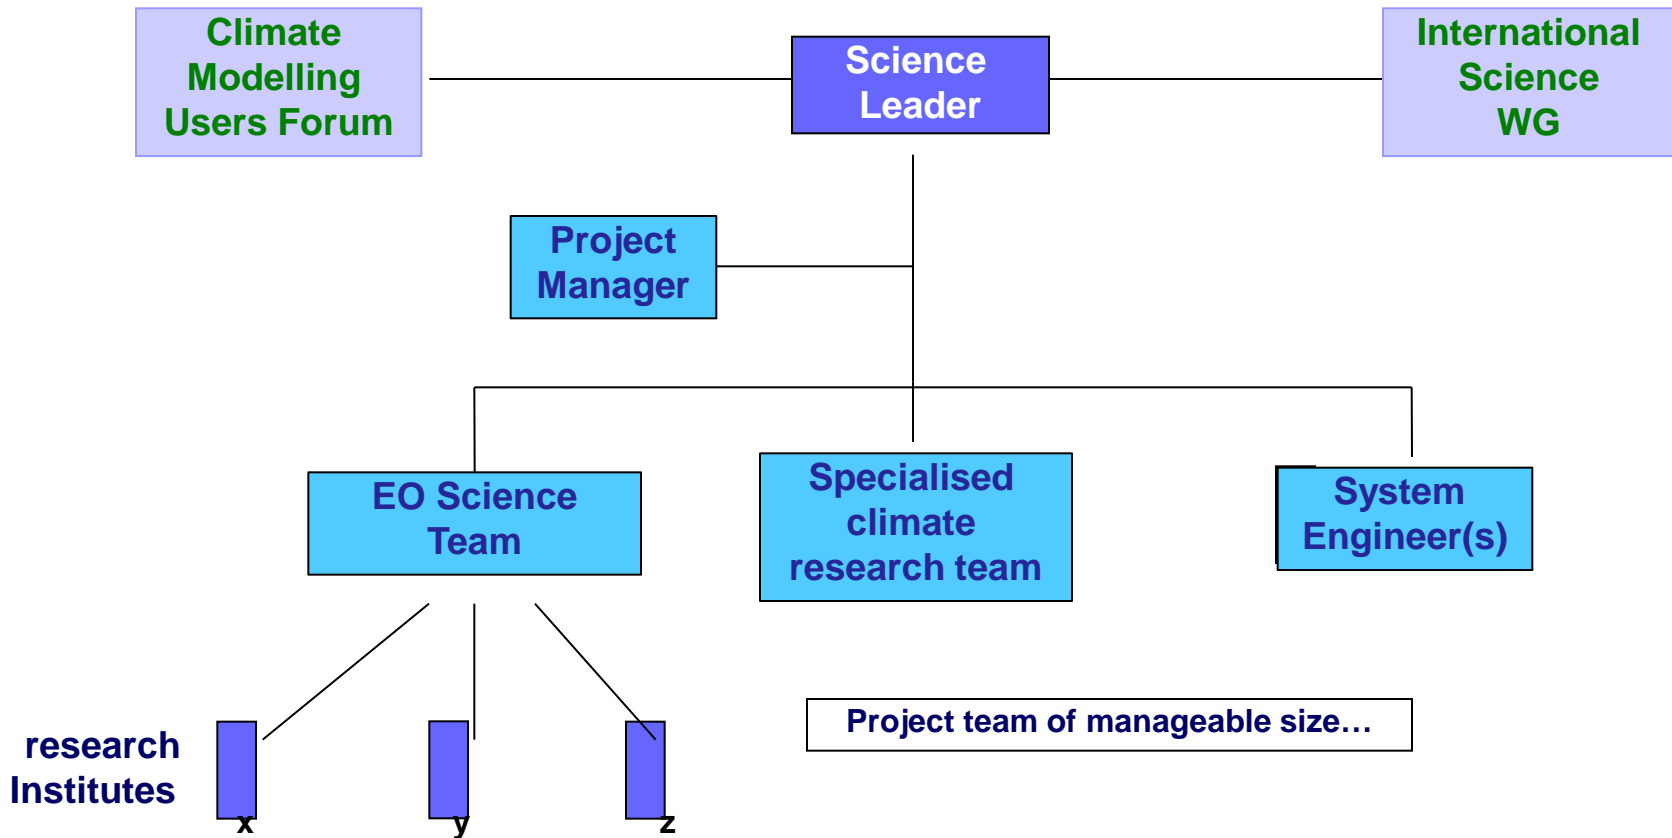 Climate
Modelling
Users Forum
Science
Leader
International
Science
WG
Project
Manager
EO Science
Team
Specialised
climate
research team
System
Engineer(s)
Project team of manageable size…
research
Institutes
x
y
z